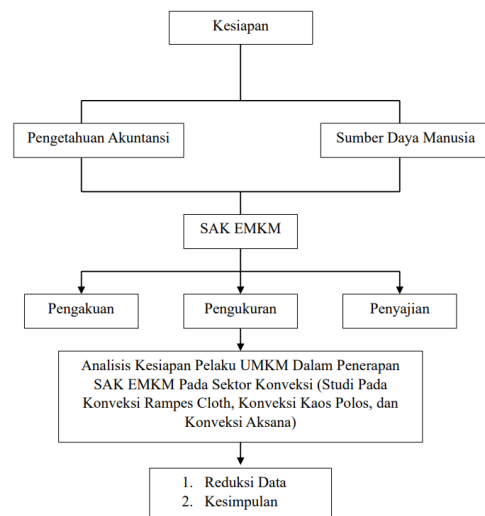 Kesiapan
Pengetahuan Akuntansi
Sumber Daya Manusia
SAK EMKM
Pengakuan
Pengukuran
Penyajian
Analisis Kesiapan Pelaku UMKM Dalam Penerapan
SAK EMKM Pada Sektor Konveksi (Studi Pada
Konveksi Rampes Cloth, Konveksi Kaos Polos, dan
Konveksi Aksana)
1. Reduksi Data
2. Kesimpulan